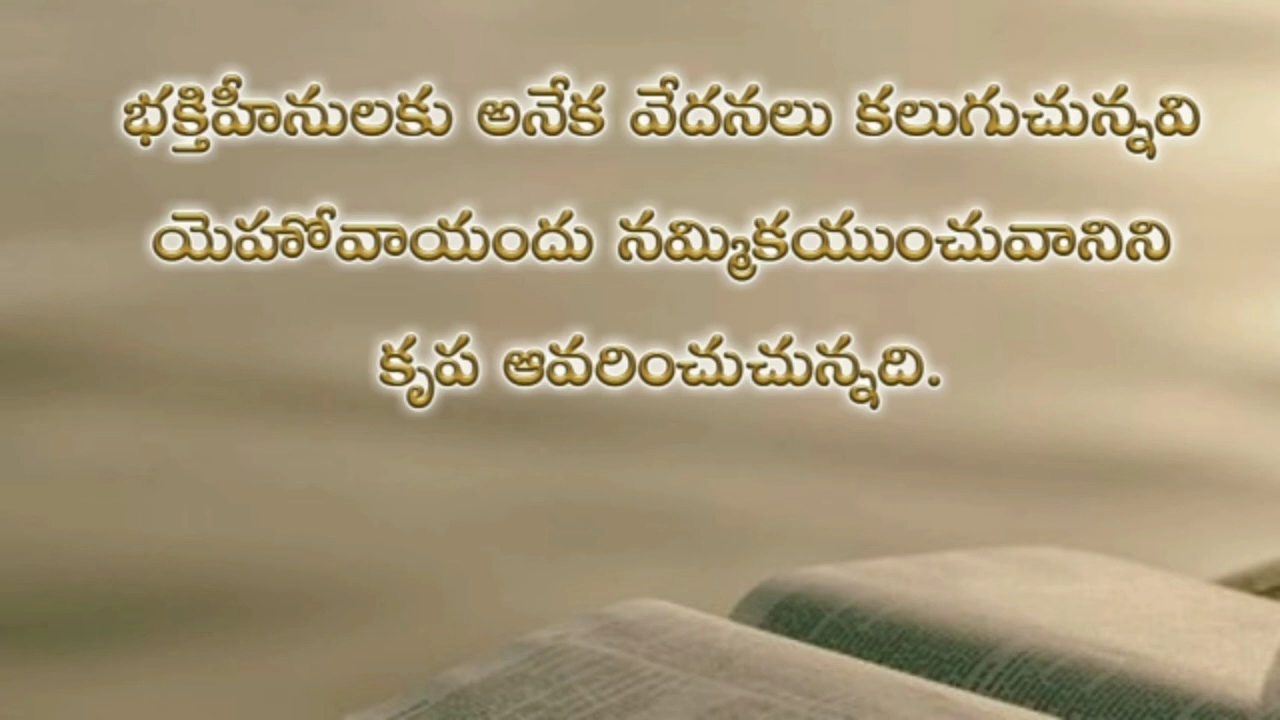 భక్తిహీనులకు అనేక వేదనలు కలుగుచున్నవి
యెహోవాయందు నమ్మికయుంచువానిని
కృప ఆవరించుచున్నది.